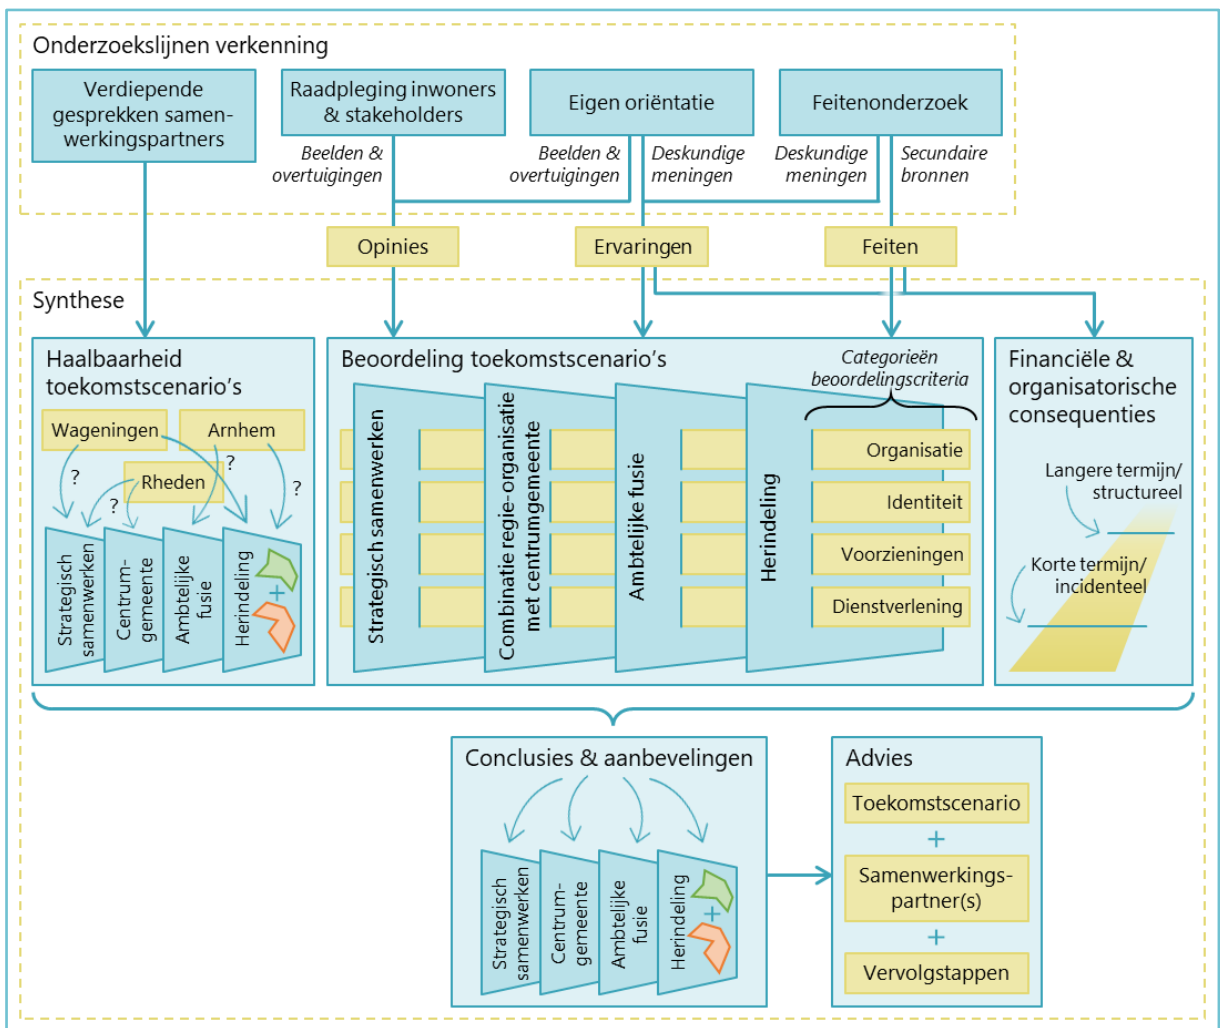 Onderzoekslijnen verkenning
Verdiepende
gesprekken samen-
werkingspartners
Raadpleging inwoners
& stakeholders
Eigen oriëntatie
Feitenonderzoek
Beelden &
overtuigingen
Beelden &
overtuigingen
Deskundige
meningen
Deskundige
meningen
Secundaire
bronnen
Opinies
Ervaringen
Feiten
Synthese
Haalbaarheid
toekomstscenario's
Wageningen
Arnhem
Rheden
?
?
?
?
Strategisch
samenwerken
Centrum-
gemeente
Ambtelijke
fusie
Herindeling
+
Beoordeling toekomstscenario's
Categorieën
beoordelingscriteria
Strategisch samenwerken
Combinatie regie-organisatie
met centrumgemeente
Ambtelijke fusie
Herindeling
Organisatie
Identiteit
Voorzieningen
Dienstverlening
Financiële &
organisatorische
consequenties
Langere termijn/
structureel
Korte termijn/
incidenteel
Conclusies & aanbevelingen
Strategisch
samenwerken
Centrum-
gemeente
Ambtelijke
fusie
Herindeling
+
Advies
Toekomstscenario
+
Samenwerkings-
partner(s)
+
Vervolgstappen